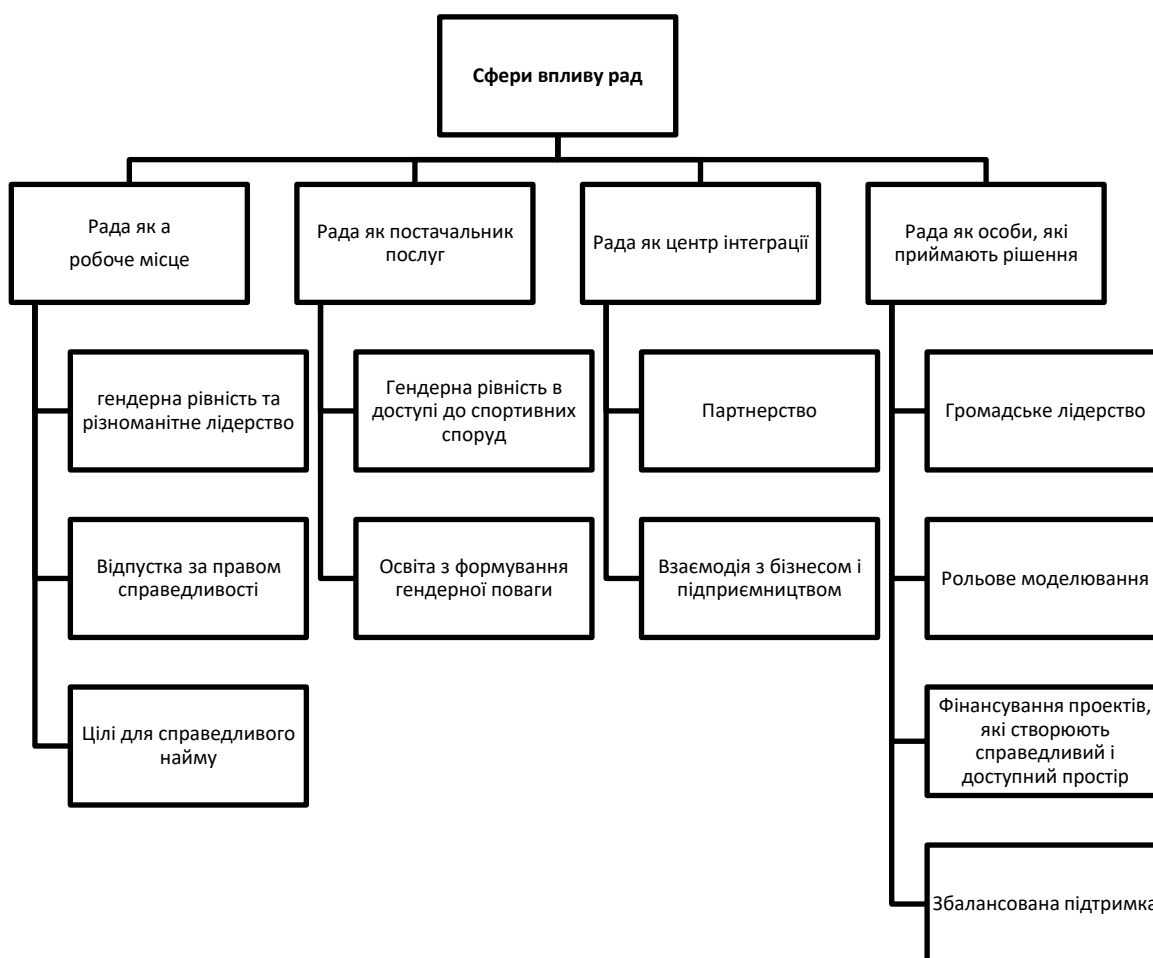 Сфери впливу рад
Рада як а
робоче місце
Рада як постачальник
послуг
Рада як центр інтеграції
Рада як особи, які
приймають рішення
гендерна рівність та
різноманітне лідерство
Гендерна рівність в
доступі до спортивних
споруд
Партнерство
Громадське лідерство
Відпустка за правом
справедливості
Освіта з формування
гендерної поваги
Взаємодія з бізнесом і
підприємництвом
Рольове моделювання
Цілі для справедливого
найму
Фінансування проектів,
які створюють
справедливий і
доступний простір
Збалансована підтримка